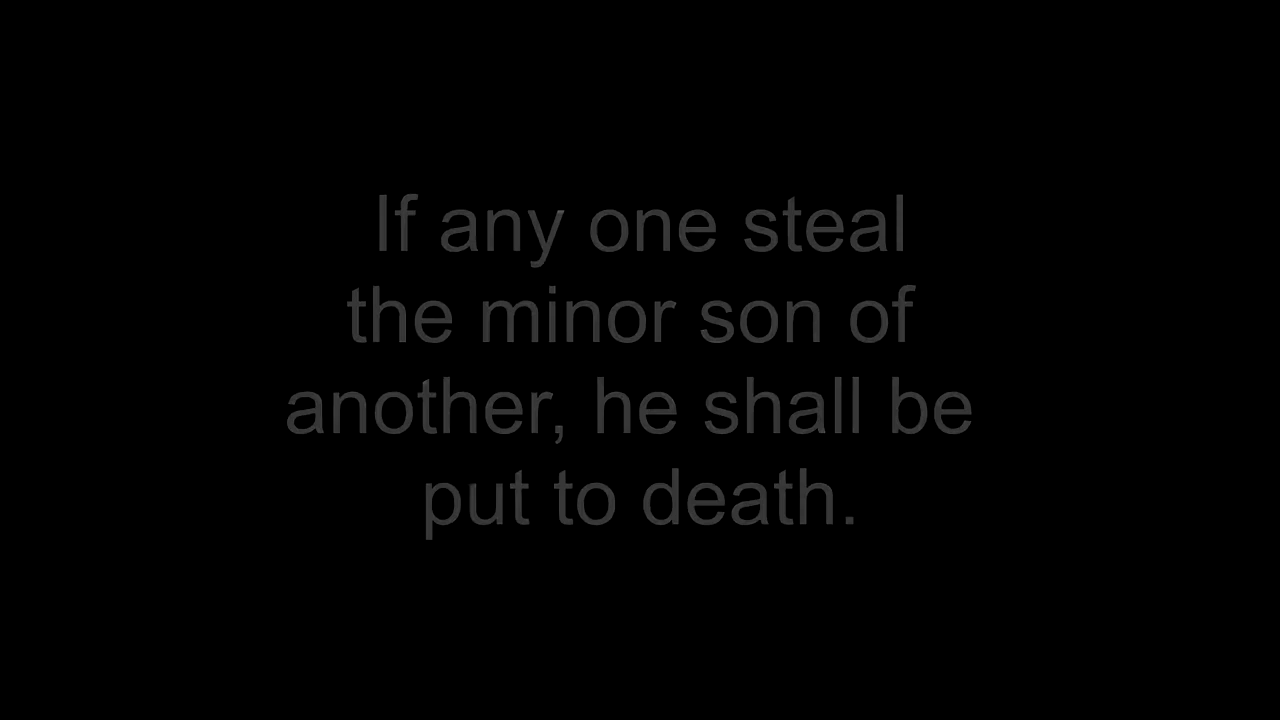 If any one steal
the minor son of
another, he shall be
put to death.